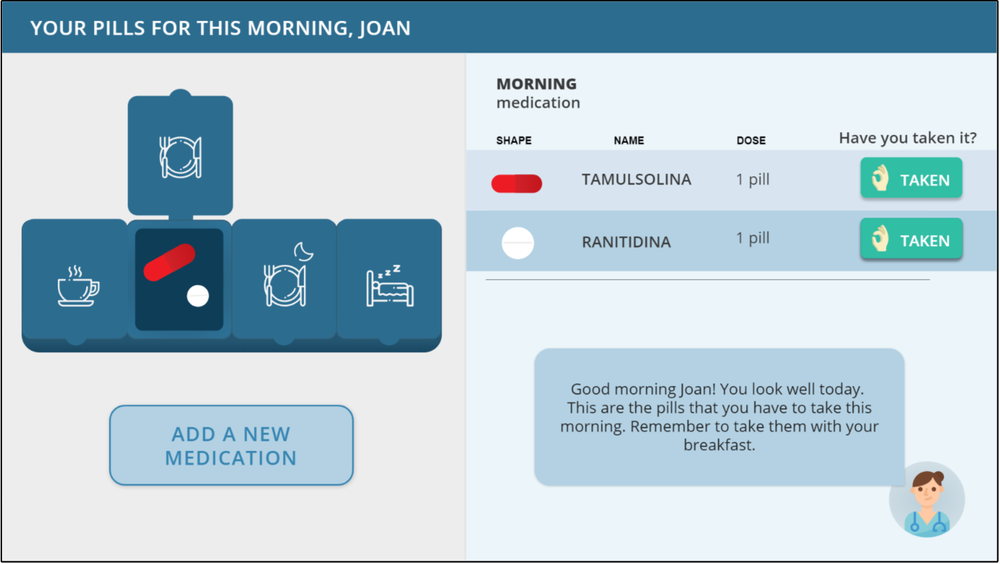 YOUR PILLS FOR THIS MORNING, JOAN
MORNING
medication
SHAPE NAME DOSE Have you taken it?
TAMULSOLINA 1 pill TAKEN
RANITIDINA 1 pill TAKEN
z z Z
ADD A NEW
MEDICATION
Good morning Joan! You look well today.
This are the pills that you have to take this
morning. Remember to take them with your
breakfast.